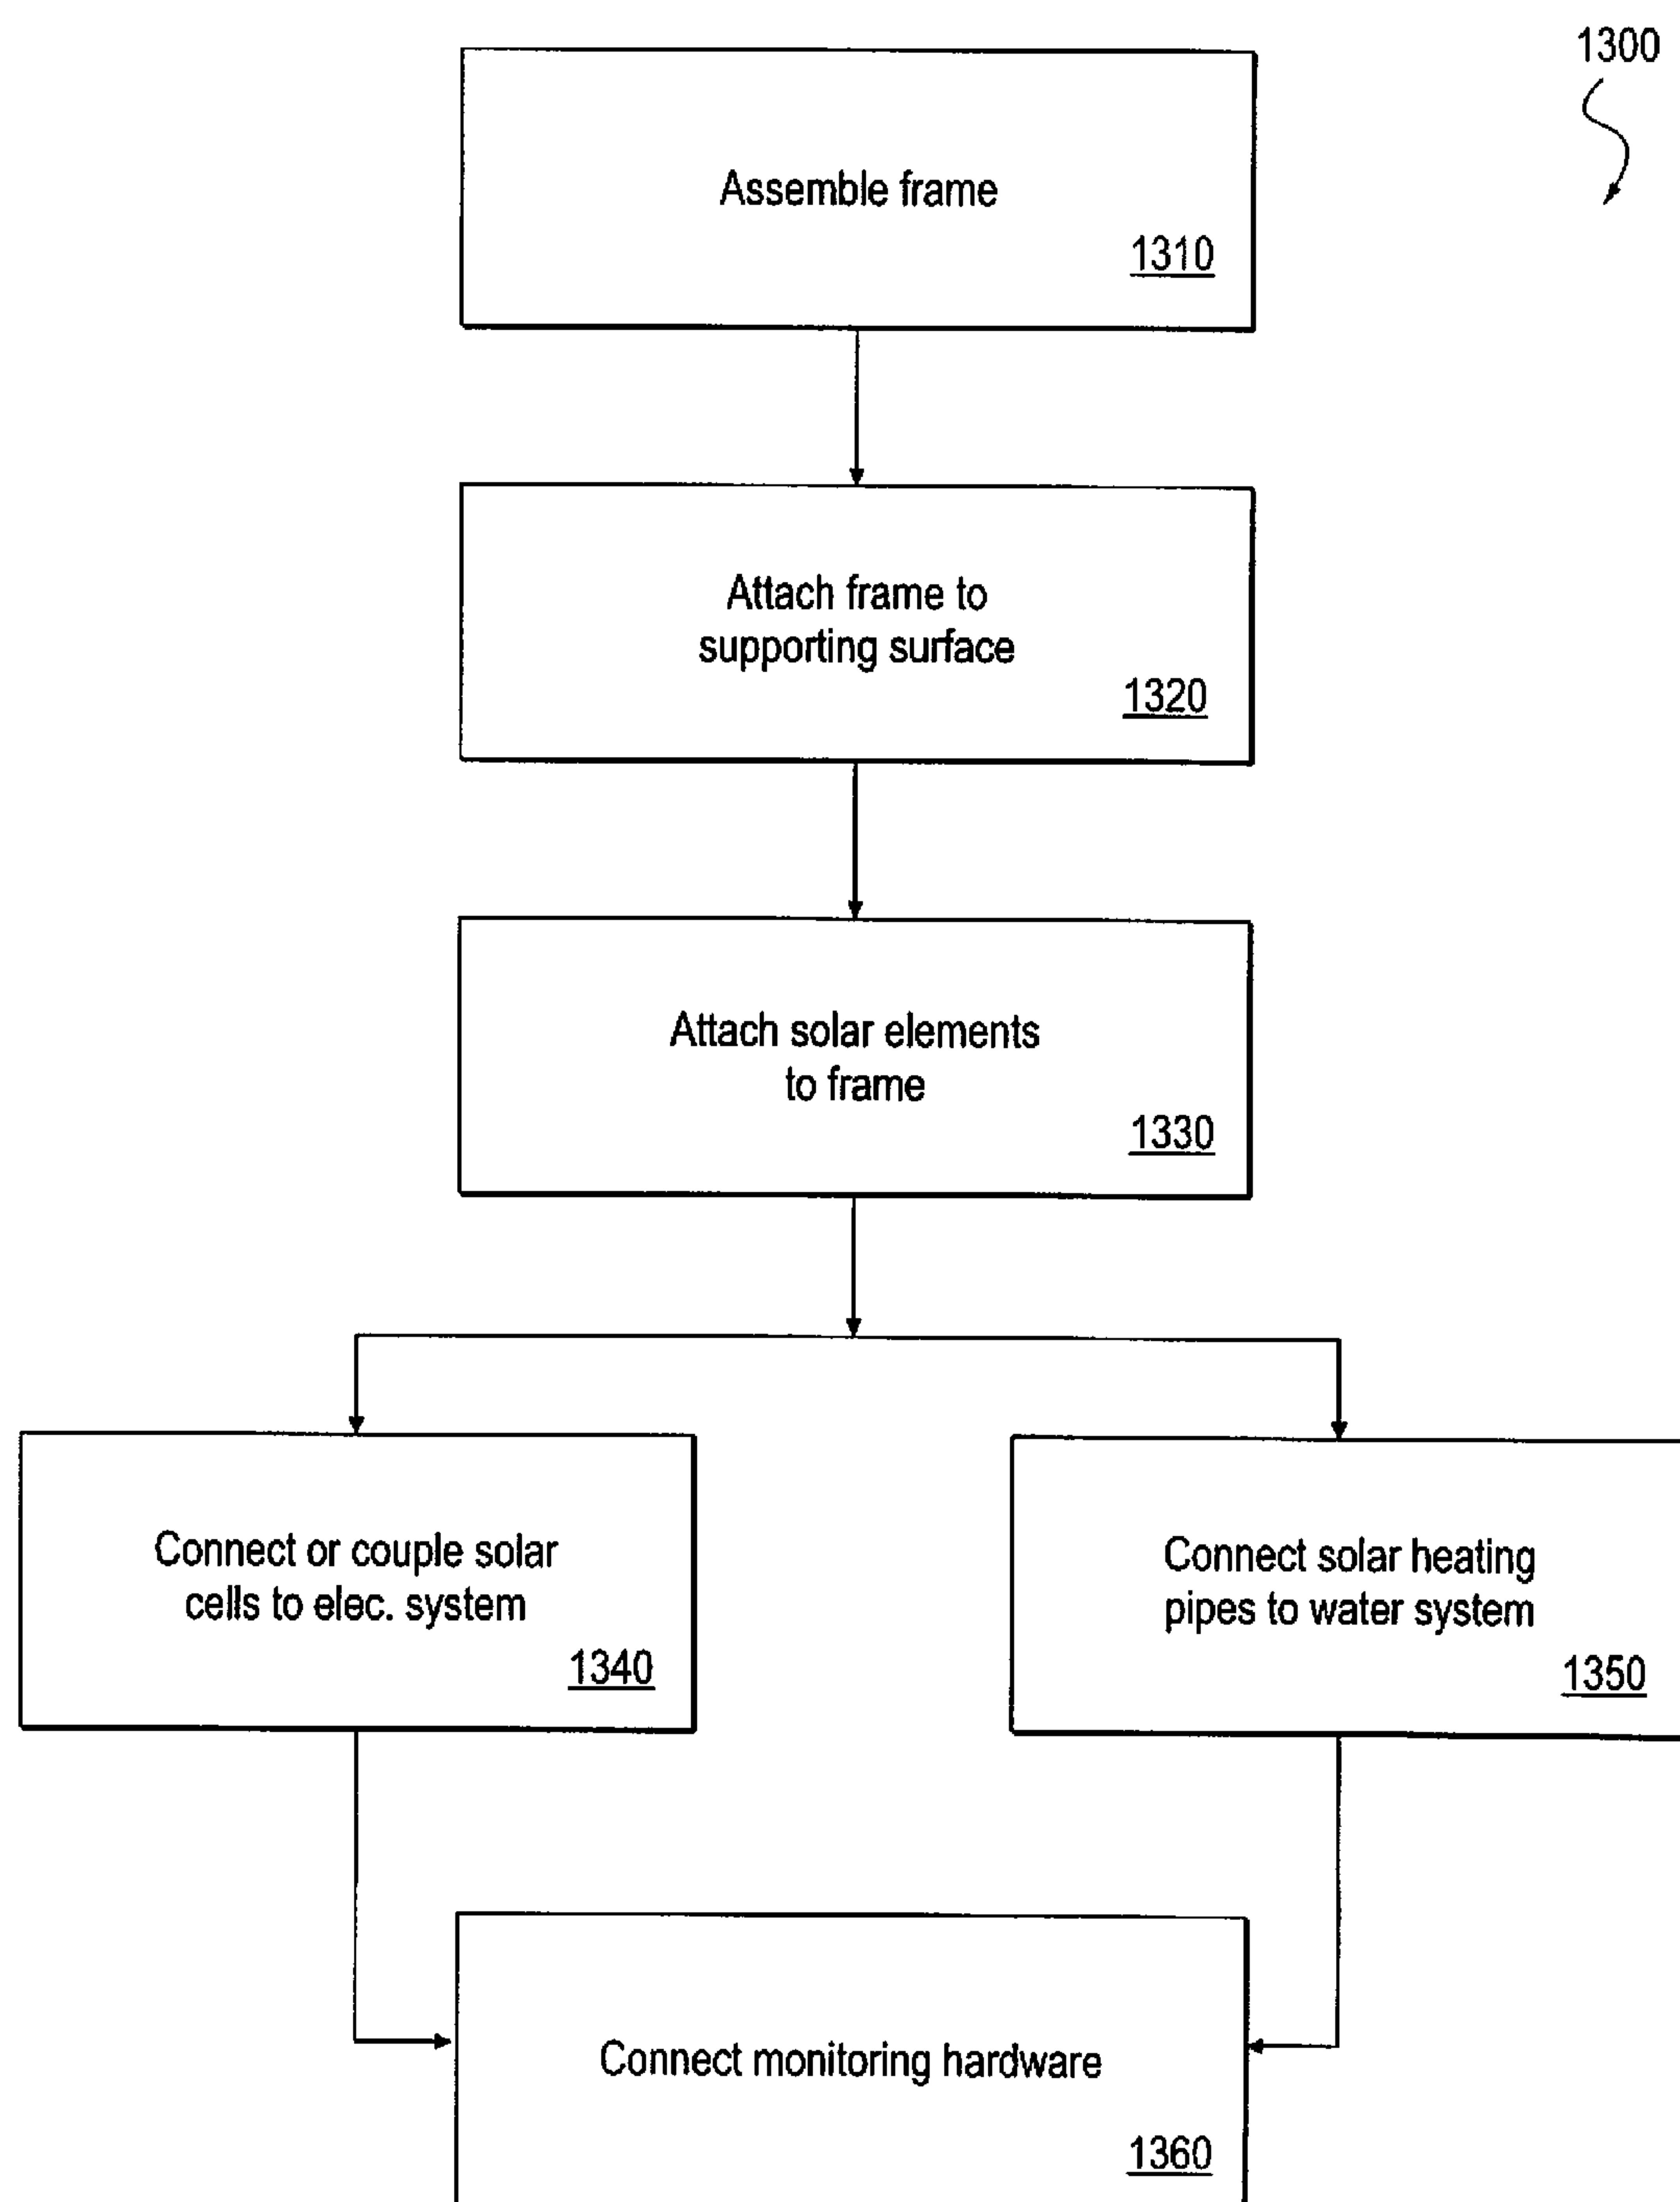 1300
Assemble frame
1310
Attach frame to
supporting surface
1320
Attach solar elements
to frame
1330
Connect or couple solar
cells to elec. system
1340
Connect solar heating
pipes to water system
1350
Connect monitoring hardware
1360